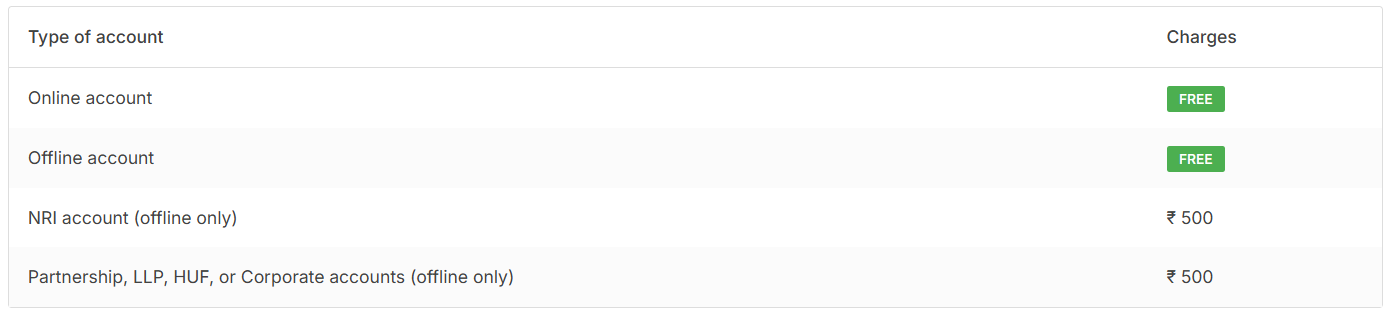 Type of account Charges
Online account FREE
Offline account FREE
NRI account (offline only) ₹ 500
Partnership, LLP, HUF, or Corporate accounts (offline only) ₹ 500